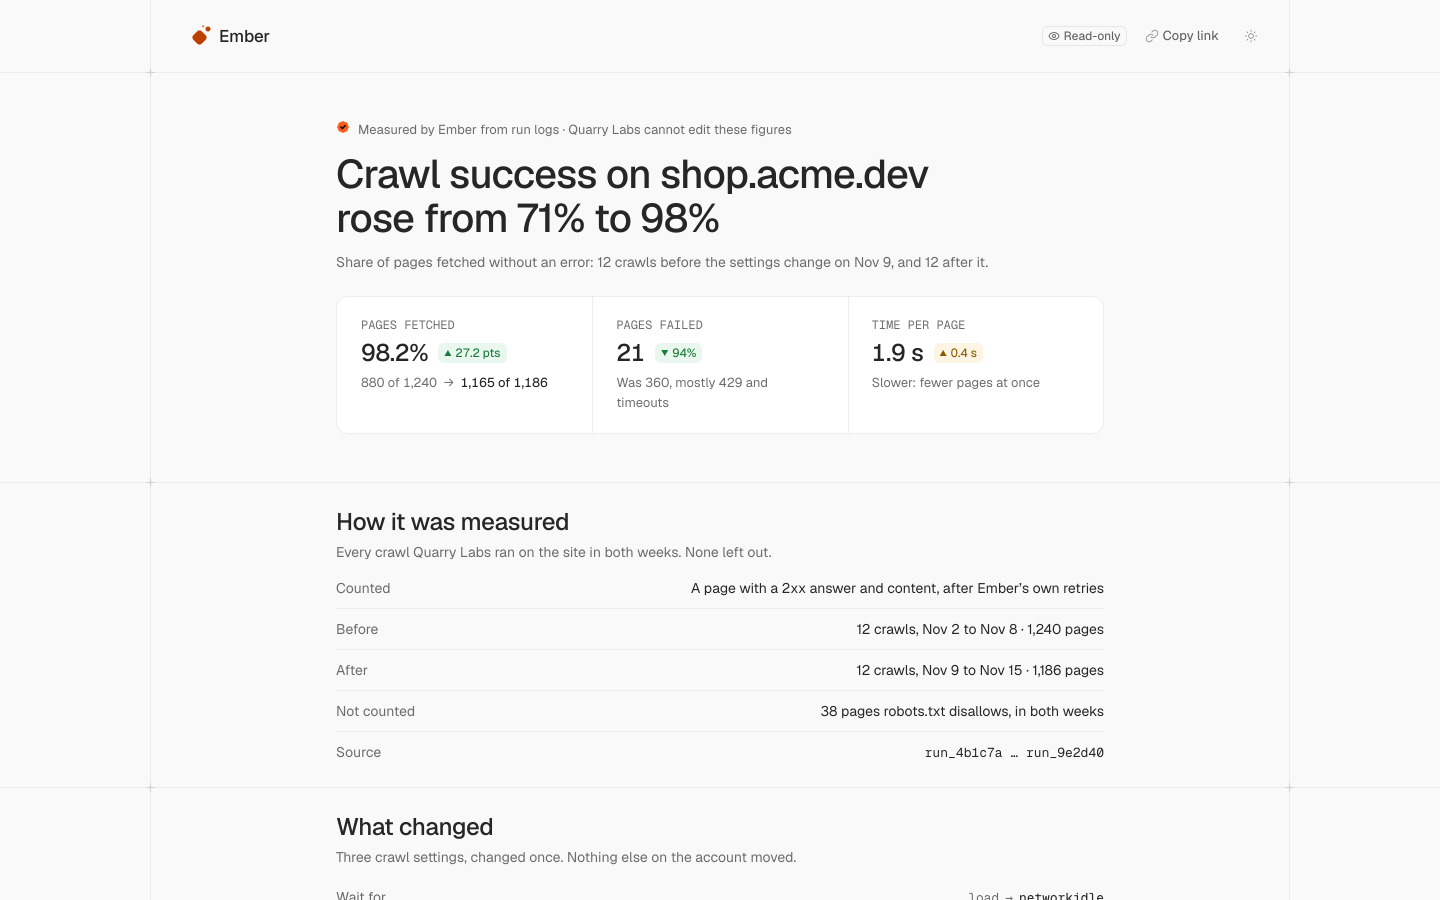 Ember
Read-only
Copy link
Measured by Ember from run logs · Quarry Labs cannot edit these figures
Crawl success on shop.acme.dev
rose from 71% to 98%
Share of pages fetched without an error: 12 crawls before the settings change on Nov 9, and 12 after it.
PAGES FETCHED
98.2% ▲ 27.2 pts
880 of 1,240 → 1,165 of 1,186
PAGES FAILED
21 ▼ 94%
Was 360, mostly 429 and
timeouts
TIME PER PAGE
1.9 s ▲ 0.4 s
Slower: fewer pages at once
How it was measured
Every crawl Quarry Labs ran on the site in both weeks. None left out.
Counted A page with a 2xx answer and content, after Ember's own retries
Before 12 crawls, Nov 2 to Nov 8 · 1,240 pages
After 12 crawls, Nov 9 to Nov 15 · 1,186 pages
Not counted 38 pages robots.txt disallows, in both weeks
Source run_4b1c7a … run_9e2d40
What changed
Three crawl settings, changed once. Nothing else on the account moved.
Wait for load → networkidle